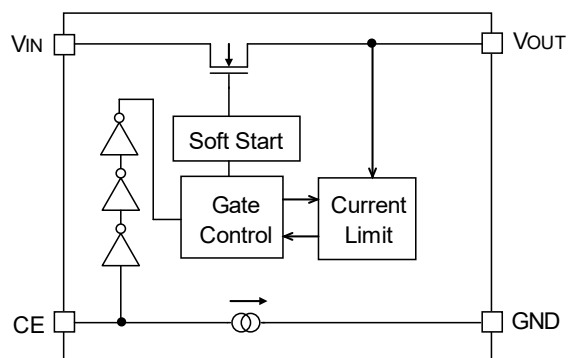 VIN
VOUT
Soft Start
Gate
Control
Current
Limit
CE
GND